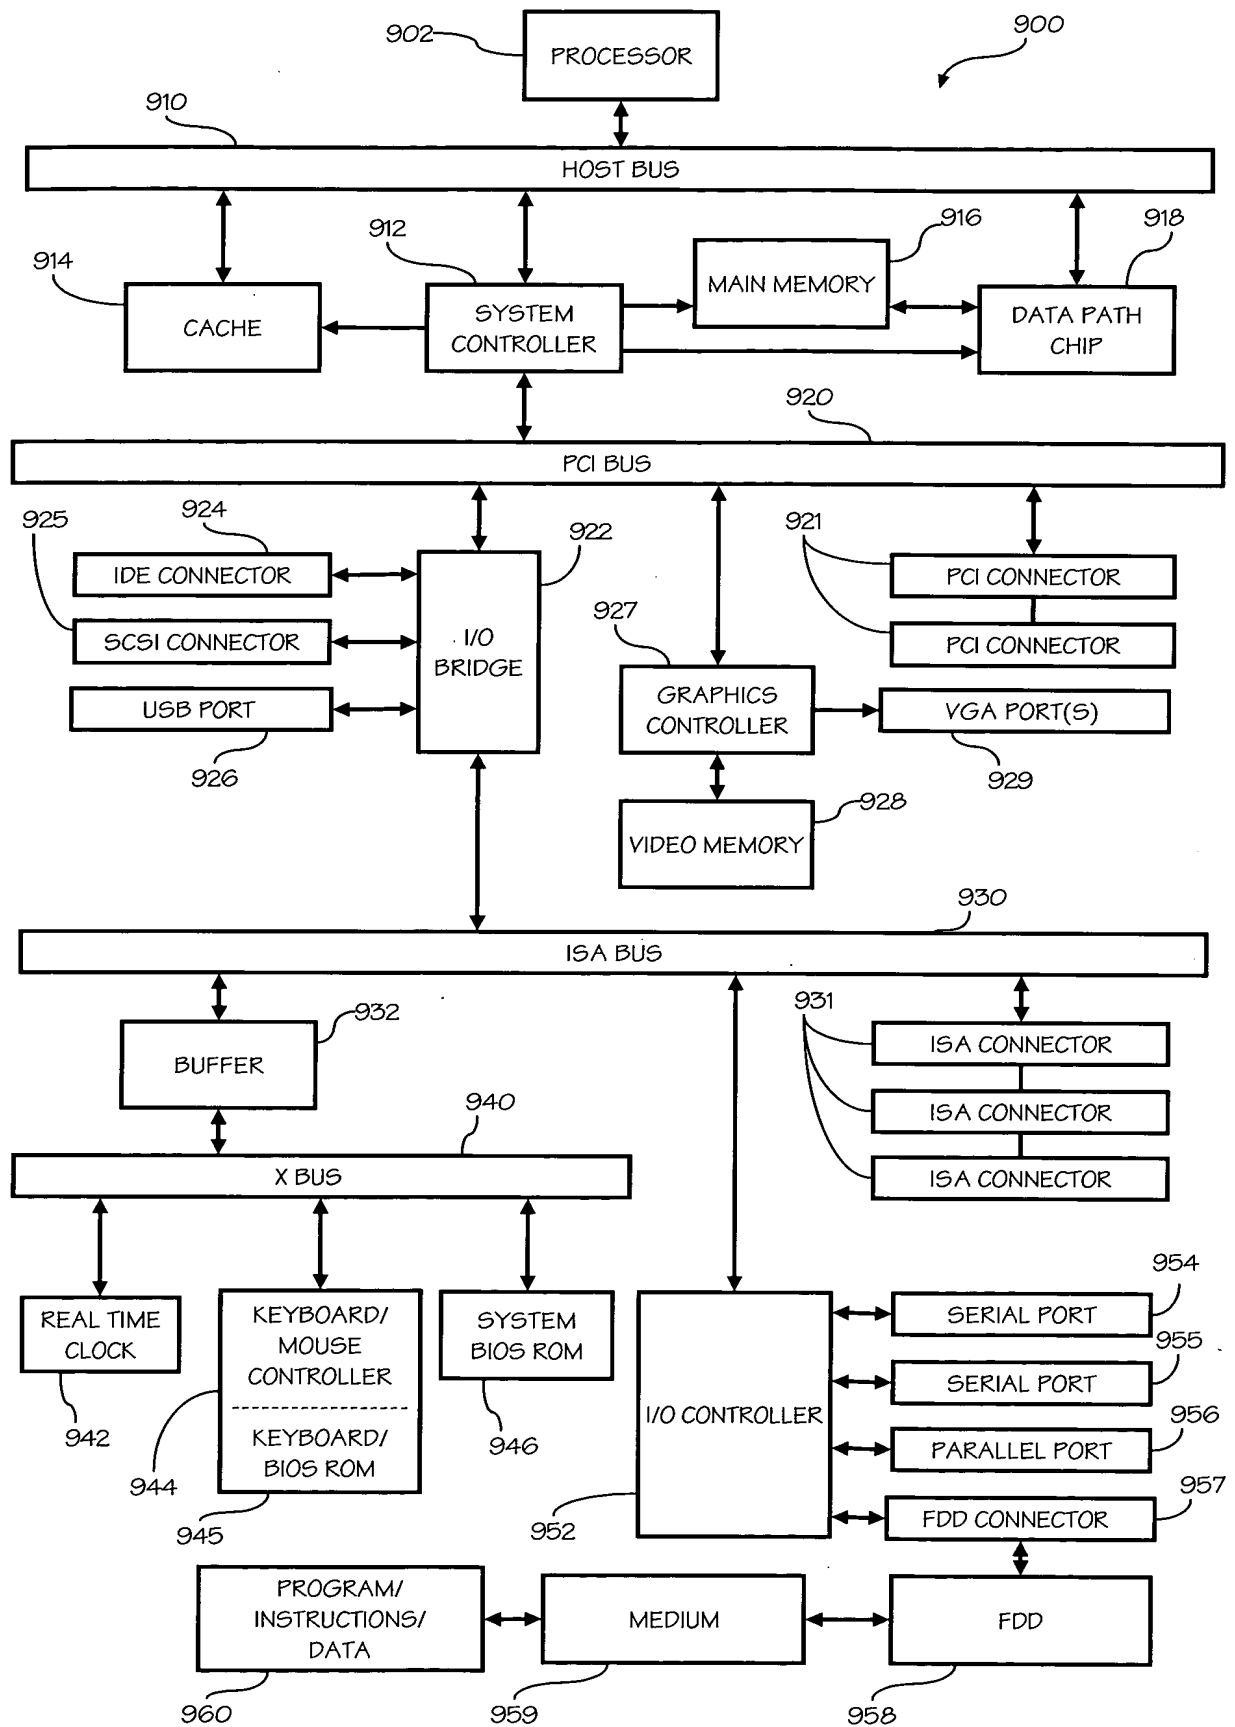 902
PROCESSOR
900
910
HOST BUS
912
916
918
914
MAIN MEMORY
CACHE
SYSTEM
CONTROLLER
DATA PATH
CHIP
920
PCI BUS
925
924
922
921
IDE CONNECTOR
PCI CONNECTOR
927
SCSI CONNECTOR
I/O
BRIDGE
PCI CONNECTOR
USB PORT
GRAPHICS
CONTROLLER
VGA PORT(S)
926
929
928
VIDEO MEMORY
930
ISA BUS
932
931
BUFFER
ISA CONNECTOR
940
ISA CONNECTOR
X BUS
ISA CONNECTOR
954
REAL TIME
CLOCK
KEYBOARD/
MOUSE
CONTROLLER
SYSTEM
BIOS ROM
SERIAL PORT
955
SERIAL PORT
I/O CONTROLLER
956
942
KEYBOARD/
BIOS ROM
946
PARALLEL PORT
944
957
945
952
FDD CONNECTOR
PROGRAM/
INSTRUCTIONS/
DATA
MEDIUM
FDD
960
959
958